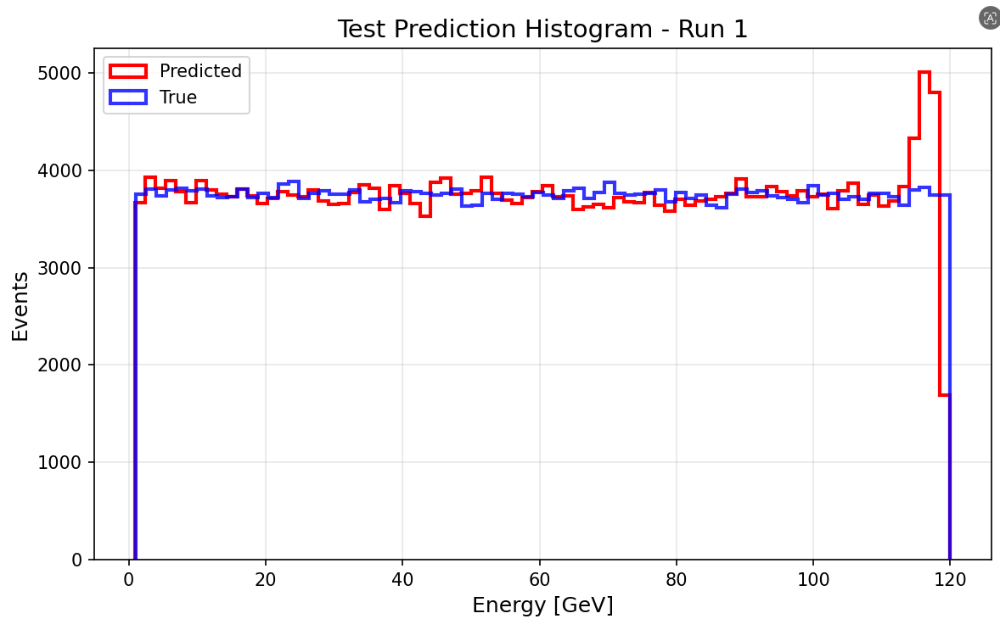 Test Prediction Histogram - Run 1
Predicted
True
5000
4000
3000
2000
1000
0
Events
0 20 40 60 80 100 120
Energy [GeV]